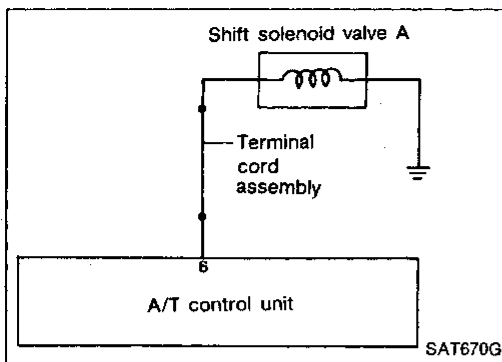 Shift solenoid valve A
Terminal
cord
assembly
6
A/T control unit
SAT670G